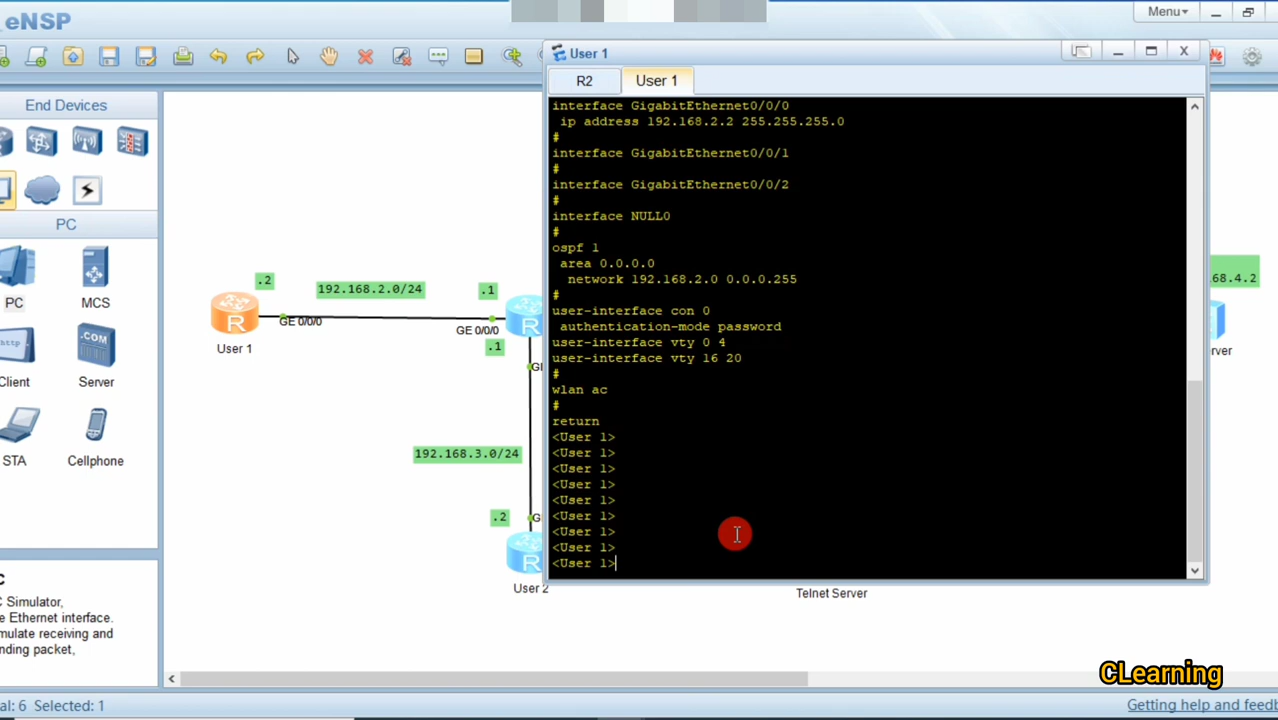 eNSP
Menu
User 1
R2
User 1
End Devices
PC
PC
MCS
Client
Server
STA
Cellphone
C Simulator,
Ethernet interface.
receiving and
packet,
.2
192.168.2.0/24
.1
GE 0/0/0
GE 0/0/0
User 1
.1
192.168.3.0/24
.2
User 2
interface GigabitEthernet0/0/0
ip address 192.168.2.2 255.255.255.0
#
interface GigabitEthernet0/0/1
#
interface GigabitEthernet0/0/2
#
interface NULL0
#
ospf 1
area 0.0.0.0
network 192.168.2.0 0.0.0.255
#
user-interface con 0
authentication-mode password
user-interface vty 0 4
user-interface vty 16 20
#
wlan ac
#
return
<User 1>
<User 1>
<User 1>
<User 1>
<User 1>
<User 1>
<User 1>
<User 1>
<User 1>
68.4.2
Telnet Server
CLearning
Selected: 1
Getting help and